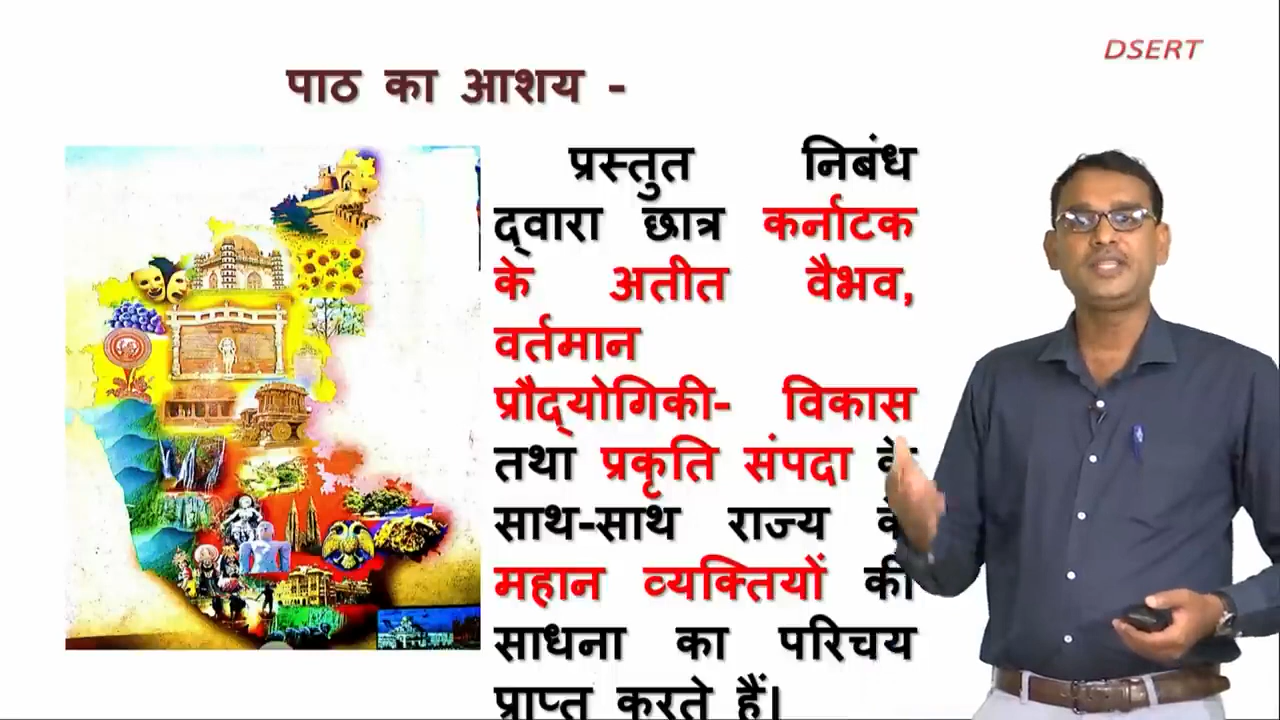 DSERT
पाठ का आशय -
प्रस्तुत निबंध
द्वारा छात्र कर्नाटक
के अतीत वैभव,
वर्तमान
प्रौद्योगिकी- विकास
तथा प्रकृति संपदा के
साथ-साथ राज्य के
महान व्यक्तियों की
साधना का परिचय
प्राप्त करते हैं।